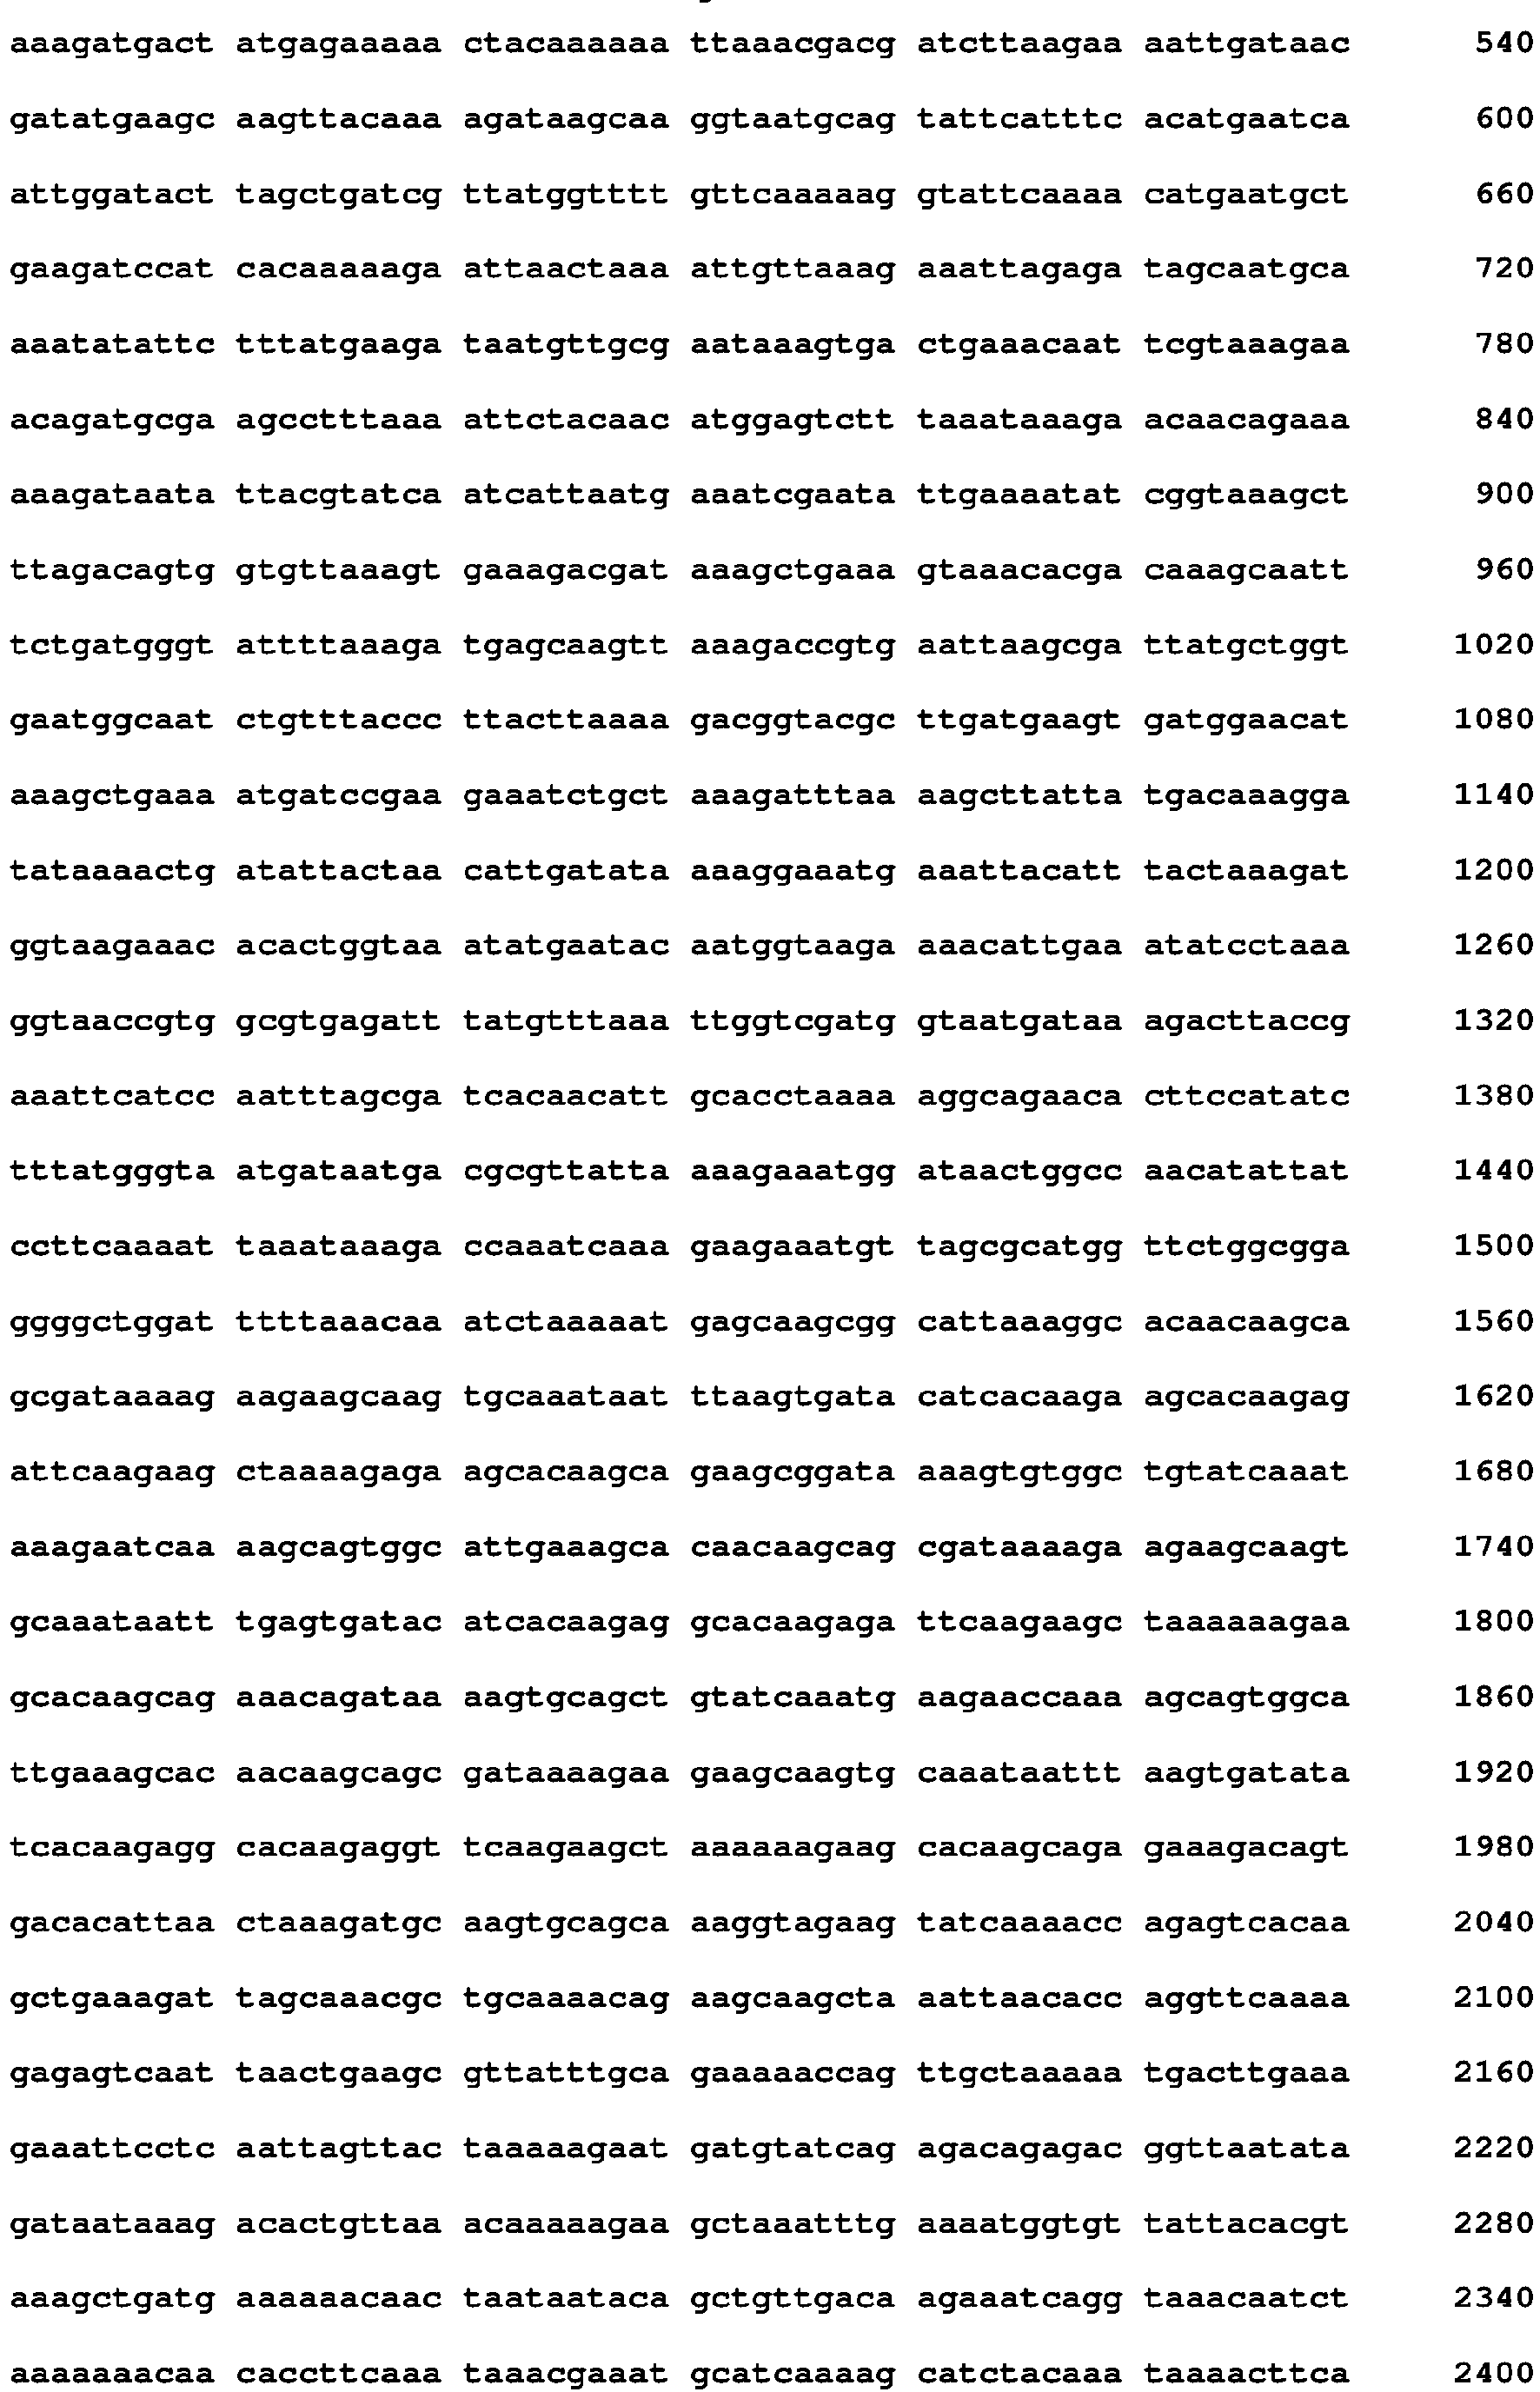 aaagatgact atgagaaaaa ctacaaaaaa ttaaacgacg atcttaagaa aattgataac 540
gatatgaagc aagttacaaa agataagcaa ggtaatgcag tattcatttc acatgaatca 600
attggatact tagctgatcg ttatggtttt gttcaaaaag gtattcaaaa catgaatgct 660
gaagatccat cacaaaaaga attaactaaa attgttaaag aaattagaga tagcaatgca 720
aaatatattc tttatgaaga taatgttgcg aataaagtga ctgaaacaat tcgtaaagaa 780
acagatgcga agcctttaaa attctacaac atggagtctt taaataaaga acaacagaaa 840
aaagataata ttacgtatca atcattaatg aaatcgaata ttgaaaatat cggtaaagct 900
ttagacagtg gtgttaaagt gaaagacgat aaagctgaaa gtaaacacga caaagcaatt 960
tctgatgggt attttaaaga tgagcaagtt aaagaccgtg aattaagcga ttatgctggt 1020
gaatggcaat ctgtttaccc ttacttaaaa gacggtacgc ttgatgaagt gatggaacat 1080
aaagctgaaa atgatccgaa gaaatctgct aaagatttaa aagcttatta tgacaaagga 1140
tataaaactg atattactaa cattgatata aaaggaaatg aaattacatt tactaaagat 1200
ggtaagaaac acactggtaa atatgaatac aatggtaaga aaacattgaa atatcctaaa 1260
ggtaaccgtg gcgtgagatt tatgtttaaa ttggtcgatg gtaatgataa agacttaccg 1320
aaattcatcc aatttagcga tcacaacatt gcacctaaaa aggcagaaca cttccatatc 1380
tttatgggta atgataatga cgcgttatta aaagaaatgg ataactggcc aacatattat 1440
ccttcaaaat taaataaaga ccaaatcaaa gaagaaatgt tagcgcatgg ttctggcgga 1500
ggggctggat ttttaaacaa atctaaaaat gagcaagcgg cattaaaggc acaacaagca 1560
gcgataaaag aagaagcaag tgcaaataat ttaagtgata catcacaaga agcacaagag 1620
attcaagaag ctaaaagaga agcacaagca gaagcggata aaagtgtggc tgtatcaaat 1680
aaagaatcaa aagcagtggc attgaaagca caacaagcag cgataaaaga agaagcaagt 1740
gcaaataatt tgagtgatac atcacaagag gcacaagaga ttcaagaagc taaaaaagaa 1800
gcacaagcag aaacagataa aagtgcagct gtatcaaatg aagaaccaaa agcagtggca 1860
ttgaaagcac aacaagcagc gataaaagaa gaagcaagtg caaataattt aagtgatata 1920
tcacaagagg cacaagaggt tcaagaagct aaaaaagaag cacaagcaga gaaagacagt 1980
gacacattaa ctaaagatgc aagtgcagca aaggtagaag tatcaaaacc agagtcacaa 2040
gctgaaagat tagcaaacgc tgcaaaacag aagcaagcta aattaacacc aggttcaaaa 2100
gagagtcaat taactgaagc gttatttgca gaaaaaccag ttgctaaaaa tgacttgaaa 2160
gaaattcctc aattagttac taaaaagaat gatgtatcag agacagagac ggttaatata 2220
gataataaag acactgttaa acaaaaagaa gctaaatttg aaaatggtgt tattacacgt 2280
aaagctgatg aaaaaacaac taataataca gctgttgaca agaaatcagg taaacaatct 2340
aaaaaaacaa caccttcaaa taaacgaaat gcatcaaaag catctacaaa taaaacttca 2400